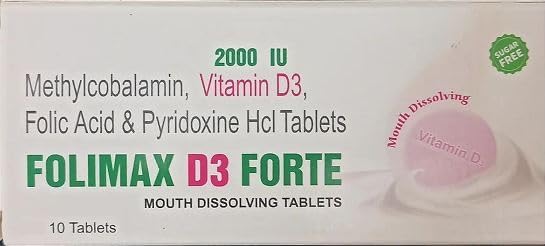 2000 IU
Methylcobalamin, Vitamin D3,
Folic Acid & Pyridoxine Hcl Tablets
FOLIMAX D3 FORTE
MOUTH DISSOLVING TABLETS
10 Tablets
SUGAR
FREE
Mouth Dissolving
Vitamin D